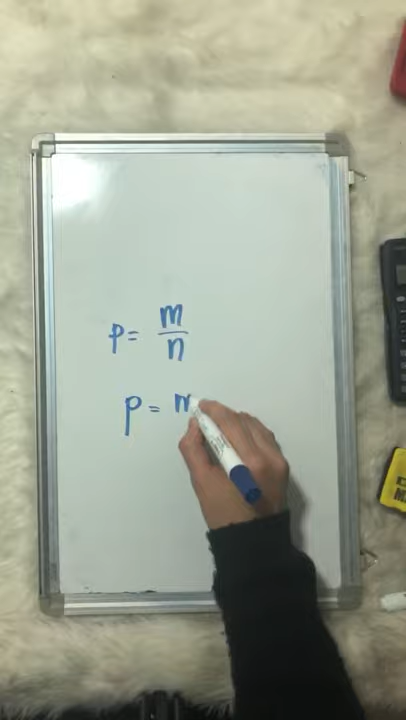 p = m/n
p = m